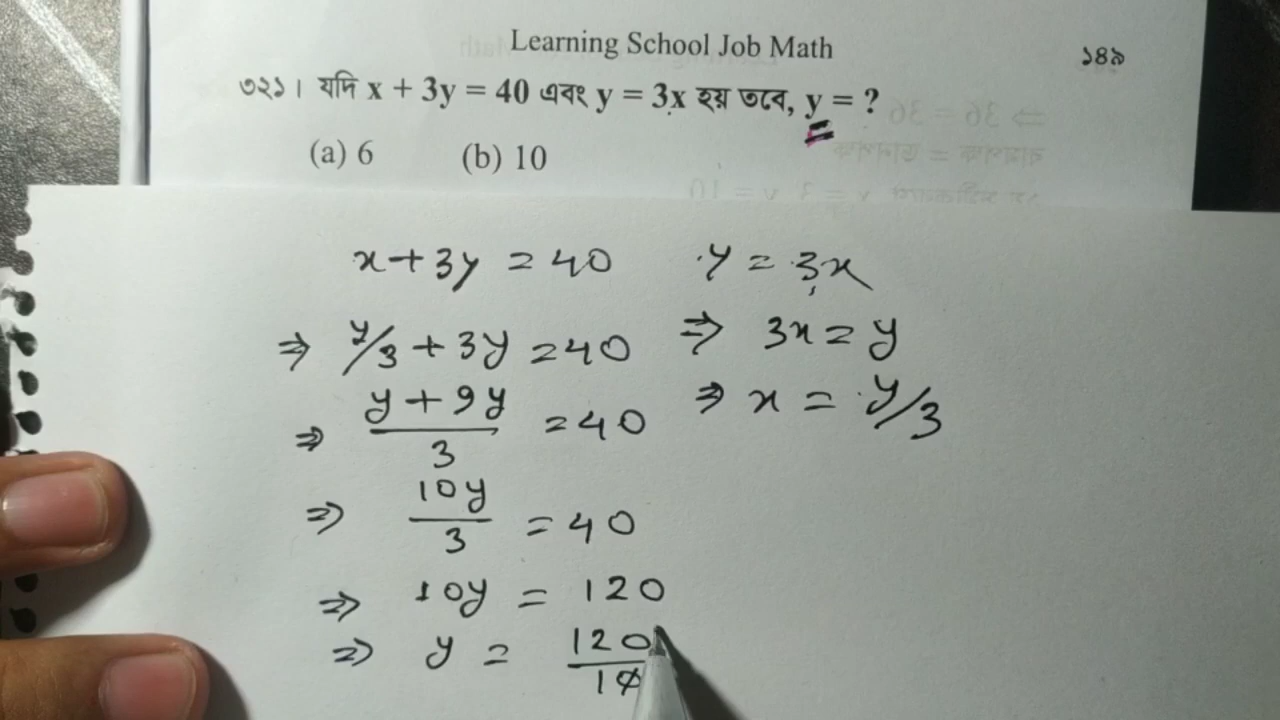 Learning School Job Math
১৪৯
৩২১। যদি x + 3y = 40 এবং y = 3x হয় তবে, y = ?
(a) 6 (b) 10
x + 3y = 40 y = 3x
⇒ y/3 + 3y = 40 ⇒ 3x = y
⇒ (y + 9y)/3 = 40 ⇒ x = y/3
⇒ 10y/3 = 40
⇒ 10y = 120
⇒ y = 120/10